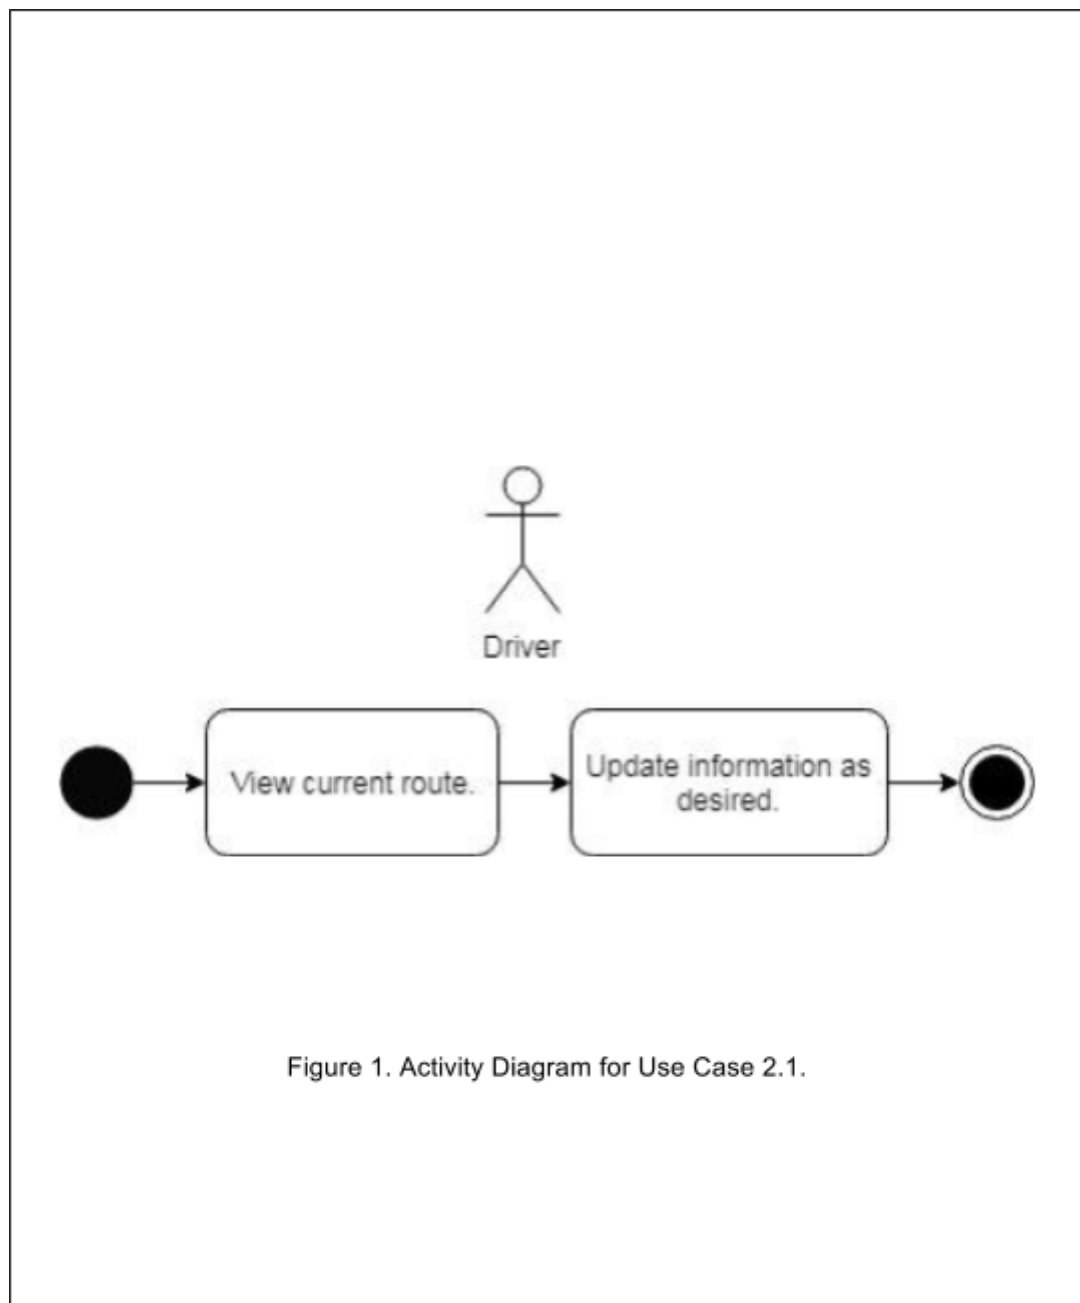 Driver
View current route.
Update information as
desired.
Figure 1. Activity Diagram for Use Case 2.1.